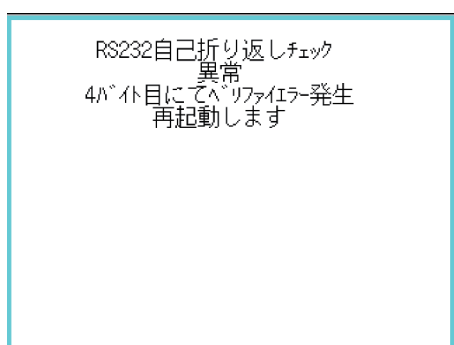 RS232自己折り返しﾁｪｯｸ
異常
4ﾊﾞｲﾄ目にてﾍﾞﾘﾌｧｲｴﾗｰ発生
再起動します